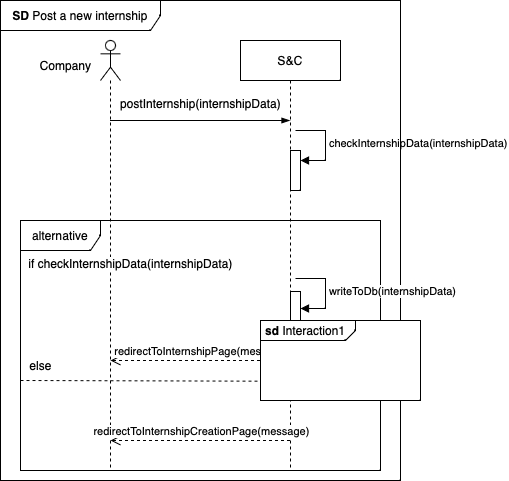 SD Post a new internship
Company
S&C
postInternship(internshipData)
checkInternshipData(internshipData)
alternative
if checkInternshipData(internshipData)
writeToDb(internshipData)
sd Interaction1
redirectToInternshipPage(mes
else
redirectToInternshipCreationPage(message)